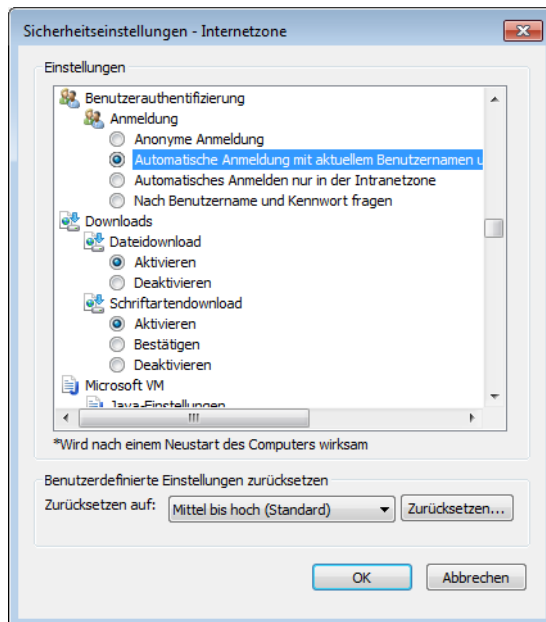 Sicherheitseinstellungen - Internetzone
Einstellungen
Benutzerauthentifizierung
Anmeldung
Anonyme Anmeldung
Automatische Anmeldung mit aktuellem Benutzernamen u
Automatisches Anmelden nur in der Intranetzone
Nach Benutzername und Kennwort fragen
Downloads
Dateidownload
Aktivieren
Deaktivieren
Schriftartendownload
Aktivieren
Bestätigen
Deaktivieren
Microsoft VM
Java-Einstellungen
*Wird nach einem Neustart des Computers wirksam
Benutzerdefinierte Einstellungen zurücksetzen
Zurücksetzen auf: Mittel bis hoch (Standard) Zurücksetzen...
OK Abbrechen